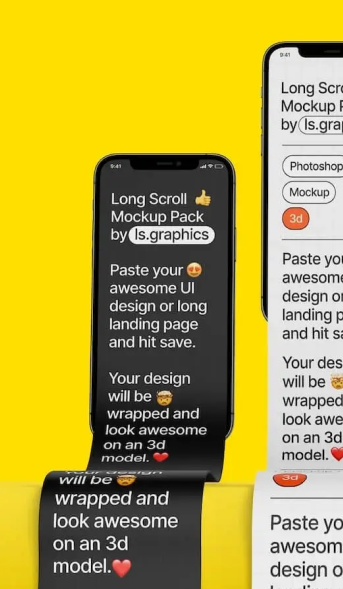 9:41
Long Scroll 👍
Mockup Pack
by ls.graphics
Paste your 😍
awesome UI
design or long
landing page
and hit save.
Your design
will be 🤯
wrapped and
look awesome
on an 3d
model.❤️
Your design
will be 🤯
wrapped and
look awesome
on an 3d
model.❤️
9:41
Long Scro
Mockup P
by ls.grap
Photoshop
Mockup
3d
Paste you
awesome
design or
landing p
and hit sa
Your des
will be 🤯
wrapped
look awe
on an 3d
model.❤️
3d
Paste yo
awesom
design o